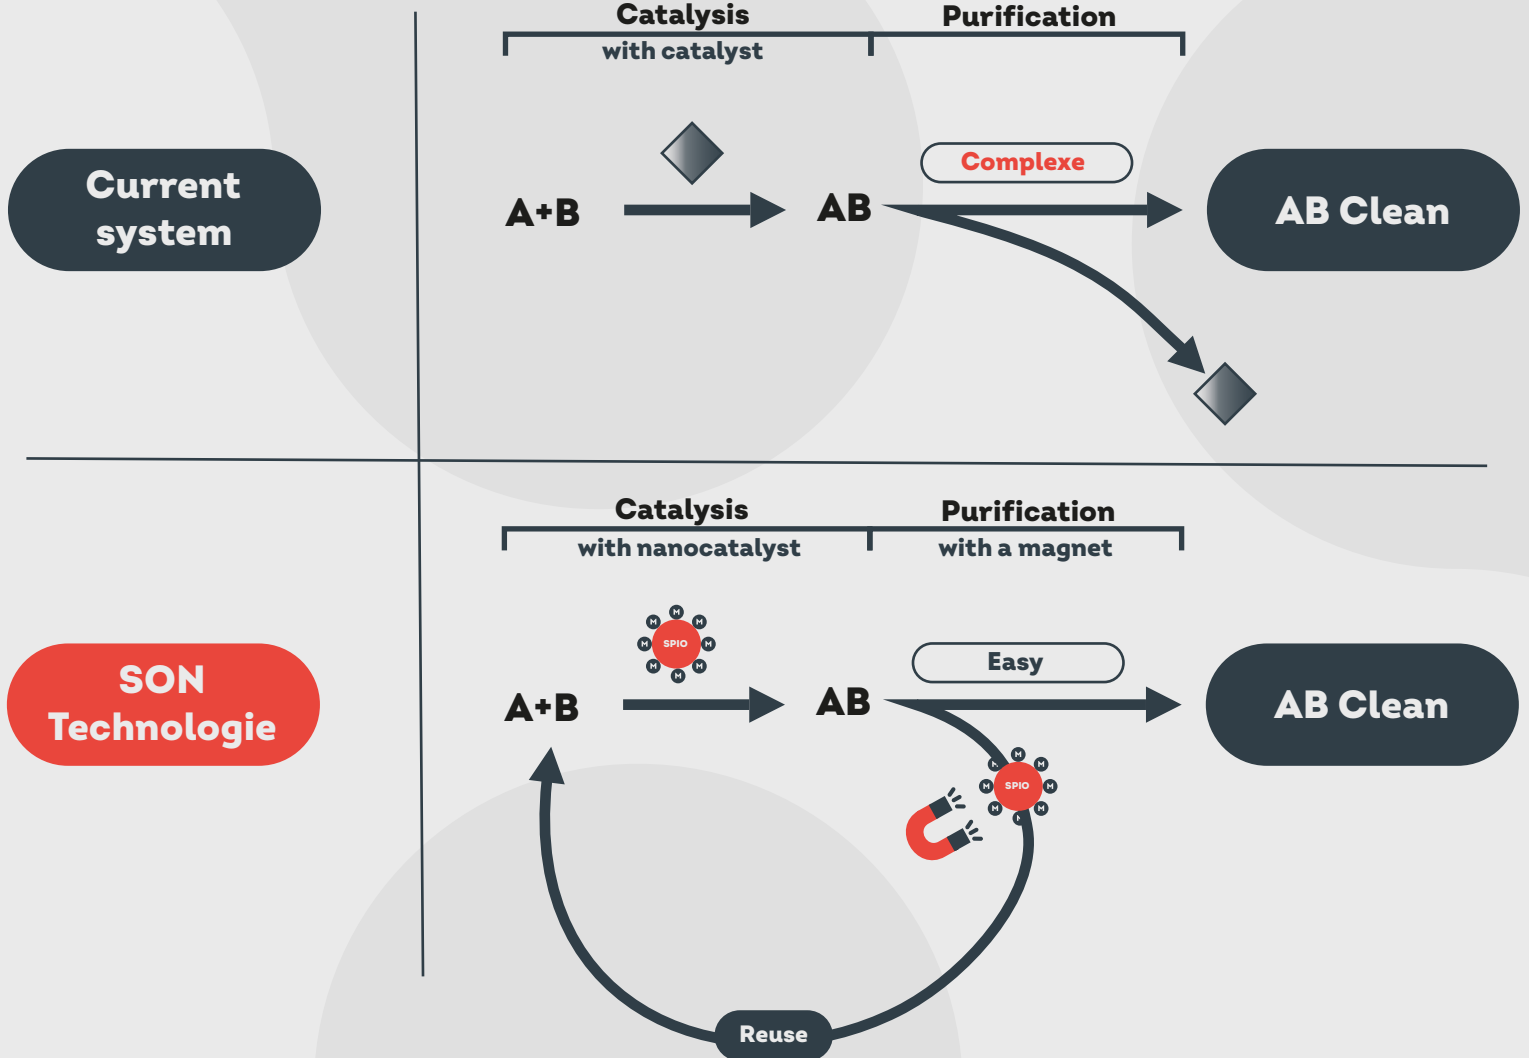 Catalysis
Purification
with catalyst
Current
system
A+B
AB
Complexe
AB Clean
Catalysis
Purification
with nanocatalyst
with a magnet
M
M
M
M
SPIO
M
M
M
M
SON
Technologie
A+B
AB
Easy
AB Clean
M
M
M
M
SPIO
M
M
M
M
Reuse